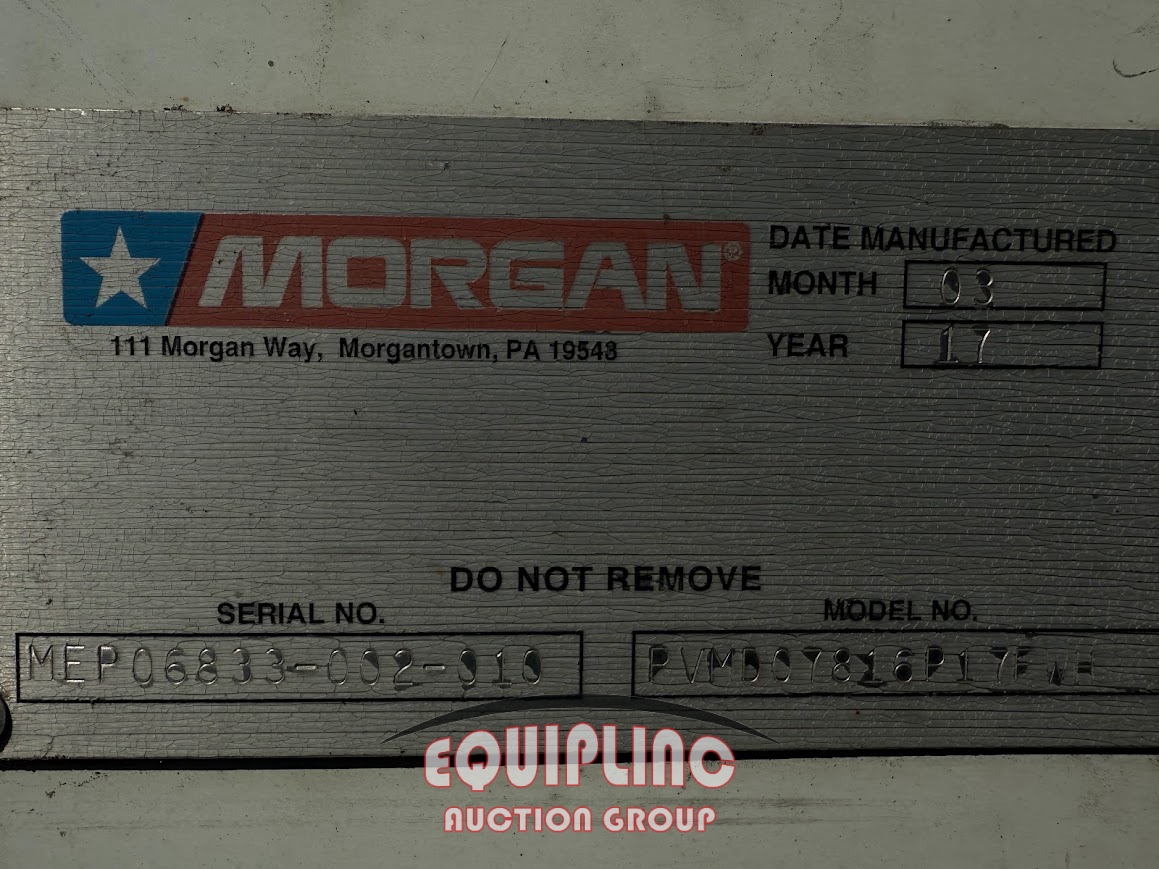 MORGAN®
111 Morgan Way, Morgantown, PA 19543
DATE MANUFACTURED
MONTH 03
YEAR 17
DO NOT REMOVE
SERIAL NO.
MEP06833-002-010
MODEL NO.
PVMD07816P17FWH
EQUIPLINC
AUCTION GROUP